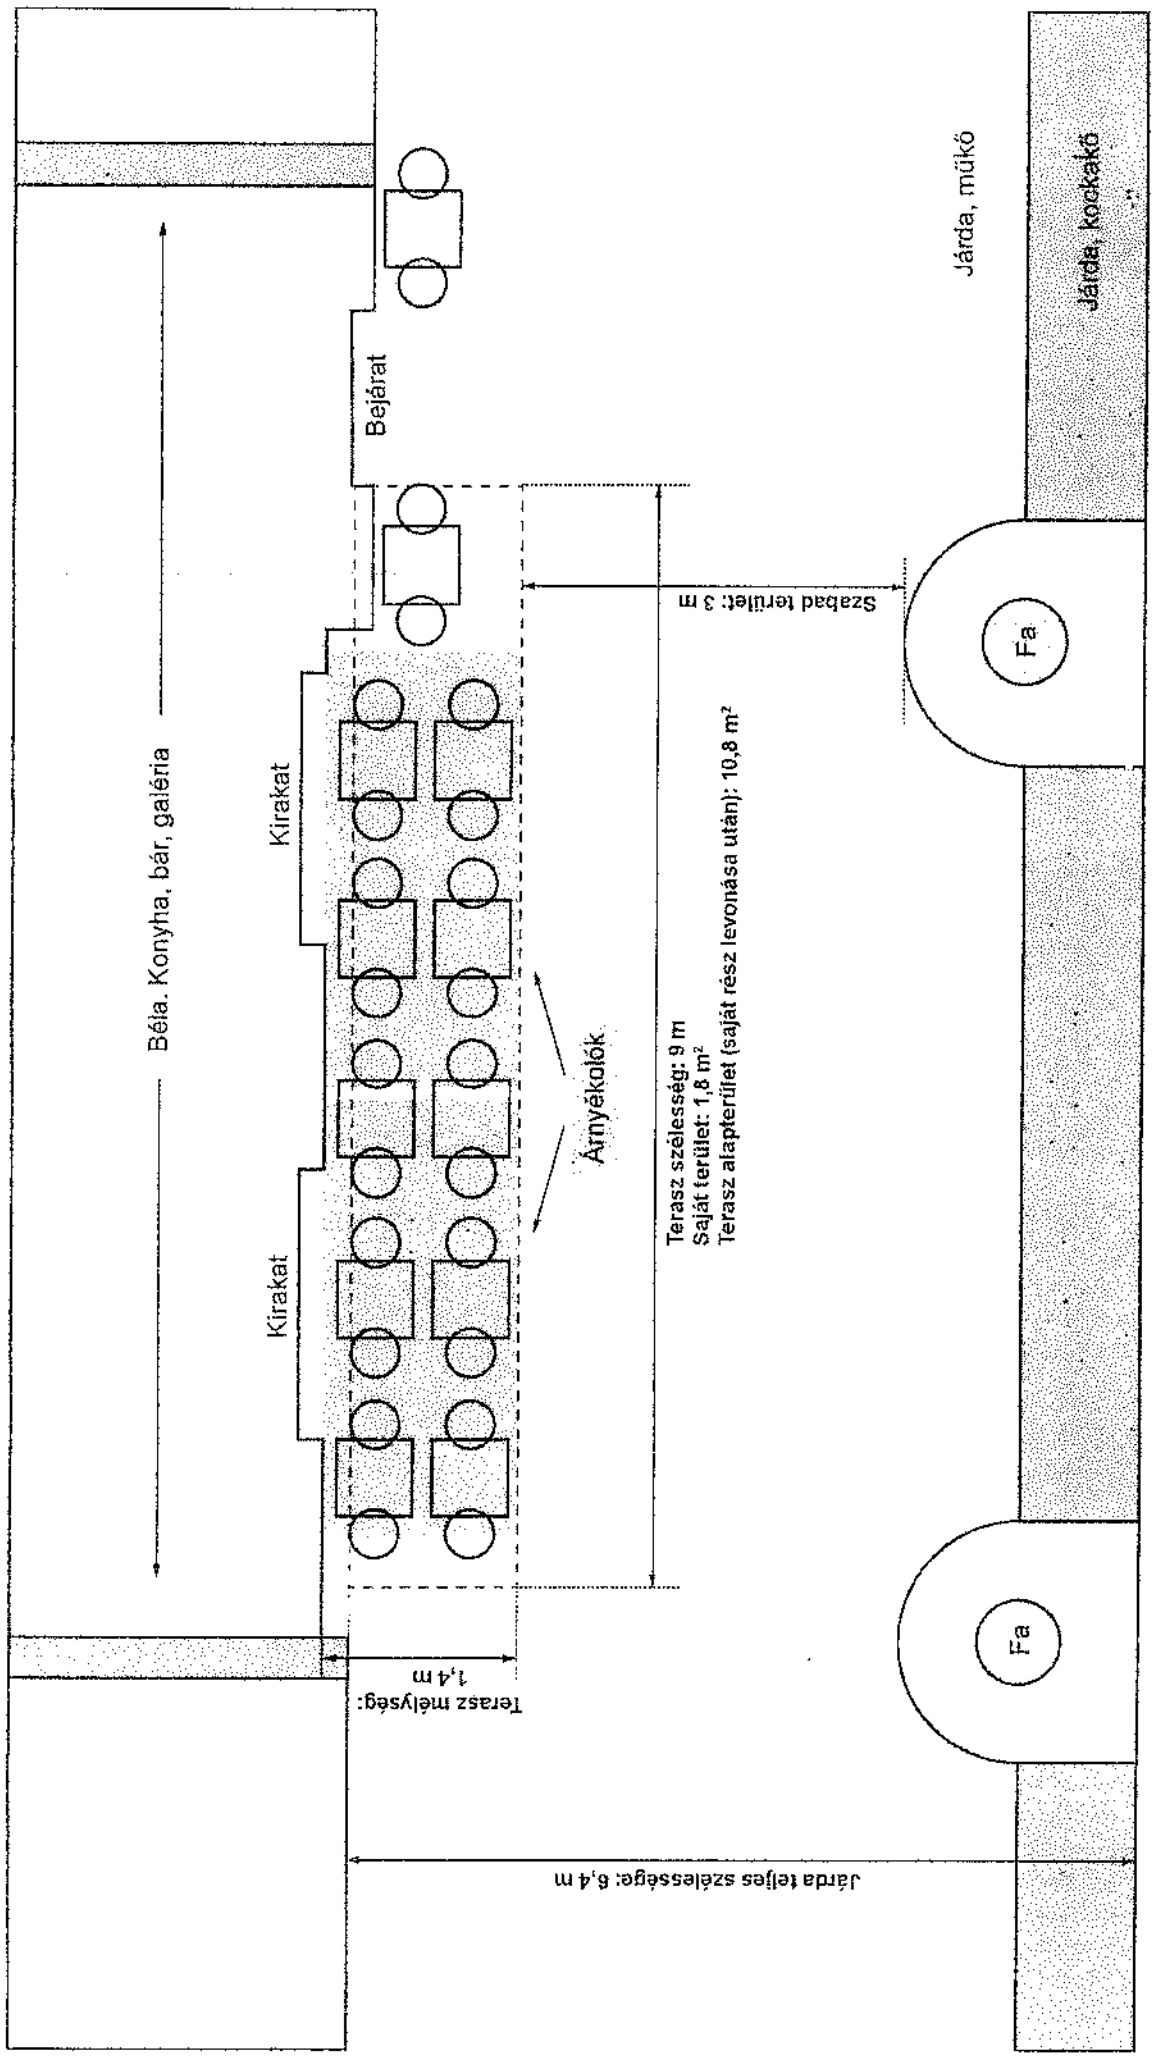 Béla. Konyha, bár, galéria
Kirakat
Kirakat
Bejárat
Terasz mélység:
1,4 m
Árnyékolók
Terasz szélesség: 9 m
Saját terület: 1,8 m²
Terasz alapterület (saját rész levonása után): 10,8 m²
Szabad terület: 3 m
Járda teljes szélessége: 6,4 m
Fa
Fa
Járda, műkő
Járda, kockakő